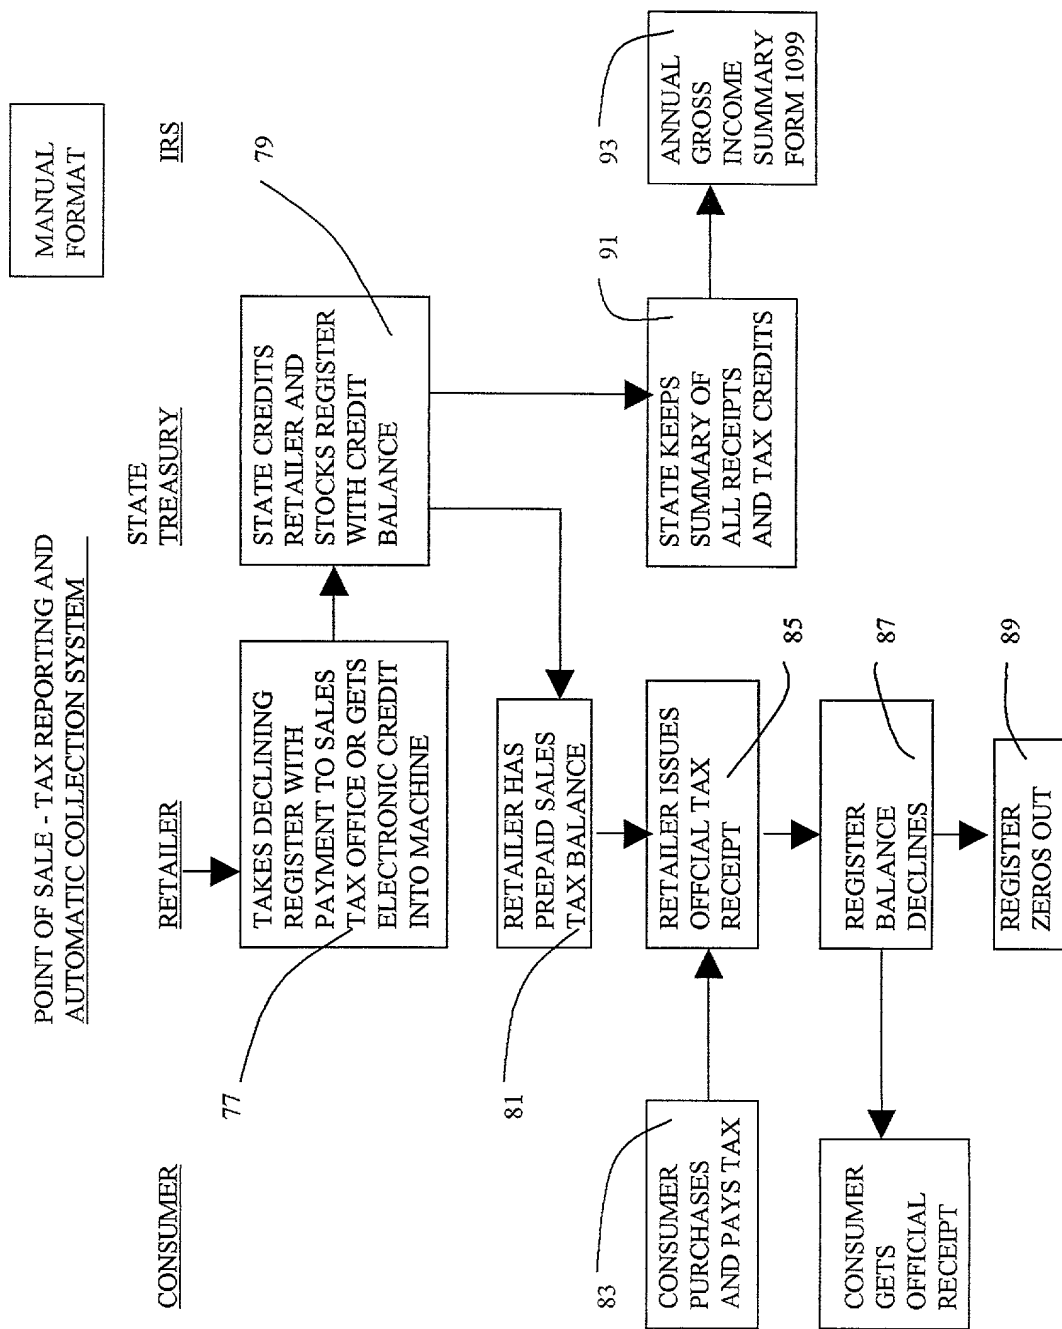 POINT OF SALE - TAX REPORTING AND
AUTOMATIC COLLECTION SYSTEM
MANUAL
FORMAT
CONSUMER
RETAILER
STATE
TREASURY
IRS
TAKES DECLINING
REGISTER WITH
PAYMENT TO SALES
TAX OFFICE OR GETS
ELECTRONIC CREDIT
INTO MACHINE
77
STATE CREDITS
RETAILER AND
STOCKS REGISTER
WITH CREDIT
BALANCE
79
RETAILER HAS
PREPAID SALES
TAX BALANCE
81
CONSUMER
PURCHASES
AND PAYS TAX
83
RETAILER ISSUES
OFFCIAL TAX
RECEIPT
85
STATE KEEPS
SUMMARY OF
ALL RECEIPTS
AND TAX CREDITS
91
ANNUAL
GROSS
INCOME
SUMMARY
FORM 1099
93
CONSUMER
GETS
OFFICIAL
RECEIPT
REGISTER
BALANCE
DECLINES
87
REGISTER
ZEROS OUT
89